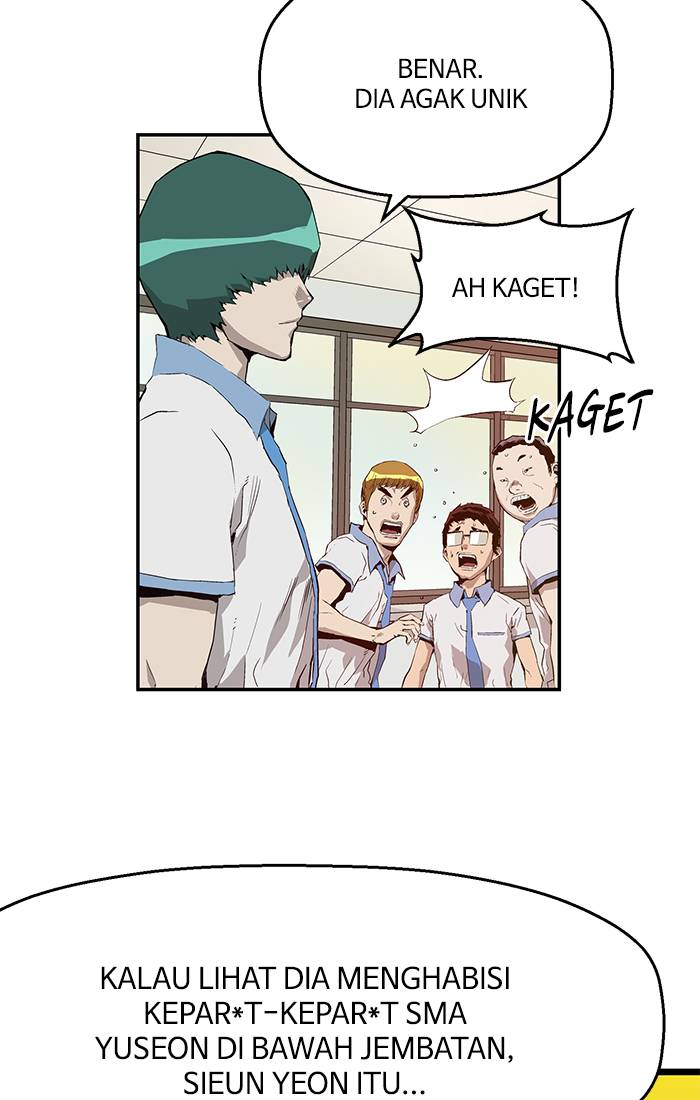 BENAR.
DIA AGAK UNIK
AH KAGET!
KAGET
KALAU LIHAT DIA MENGHABISI
KEPAR*T-KEPAR*T SMA
YUSEON DI BAWAH JEMBATAN,
SIEUN YEON ITU...